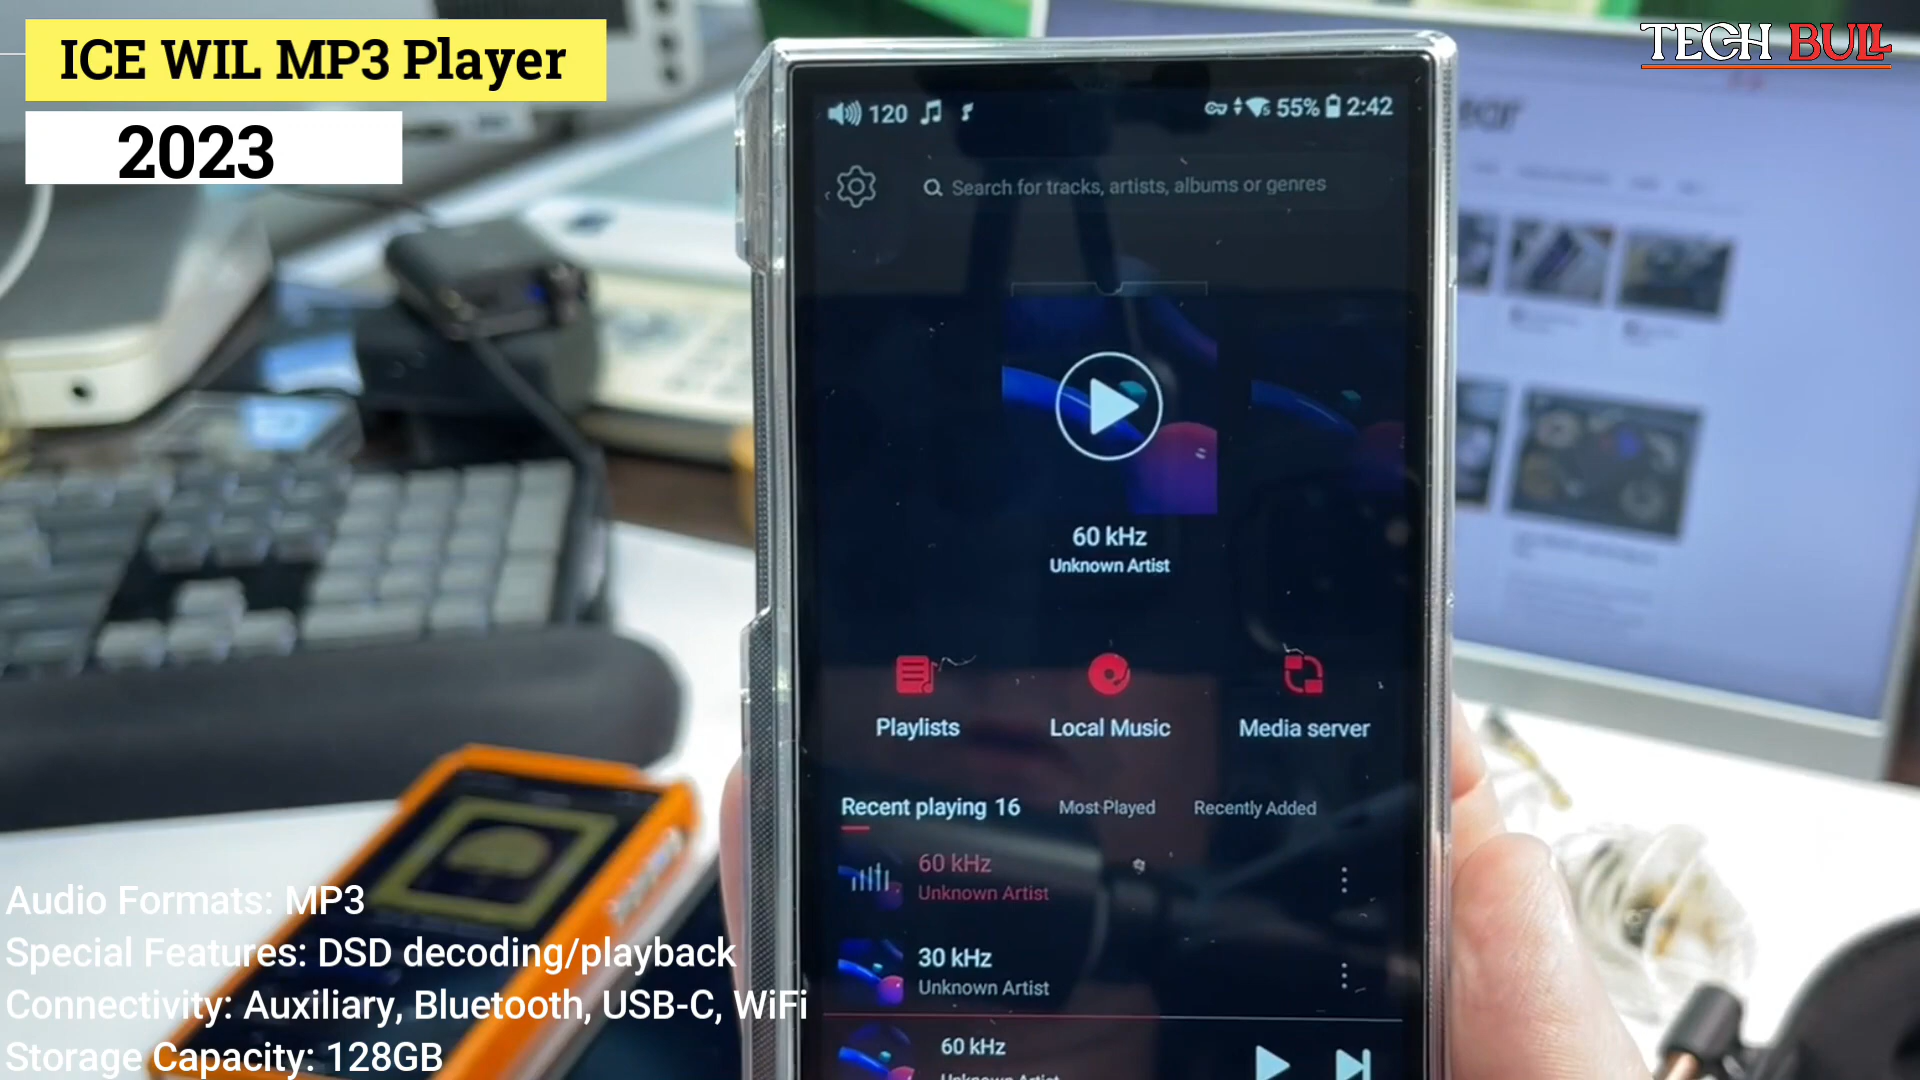 ICE WIL MP3 Player
2023
TECH BULL
120
55% 2:42
Search for tracks, artists, albums or genres
60 kHz
Unknown Artist
Playlists
Local Music
Media server
Recent playing 16
Most Played
Recently Added
60 kHz
Unknown Artist
30 kHz
Unknown Artist
60 kHz
Unknown Artist
Audio Formats: MP3
Special Features: DSD decoding/playback
Connectivity: Auxiliary, Bluetooth, USB-C, WiFi
Storage Capacity: 128GB